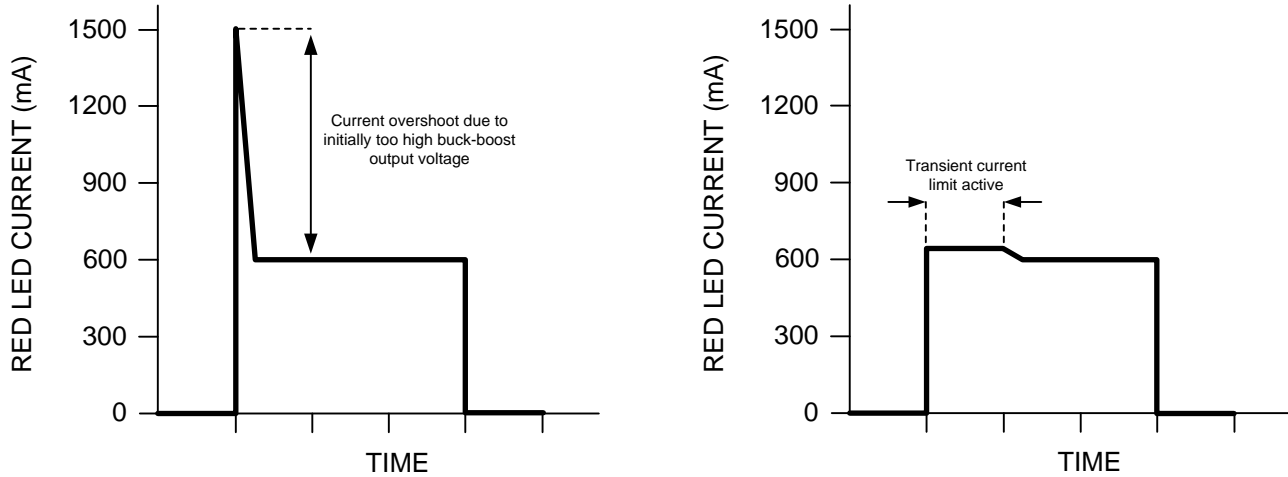 RED LED CURRENT (mA)
1500
1200
900
600
300
0
Current overshoot due to
initially too high buck-boost
output voltage
TIME
RED LED CURRENT (mA)
1500
1200
900
600
300
0
Transient current
limit active
TIME